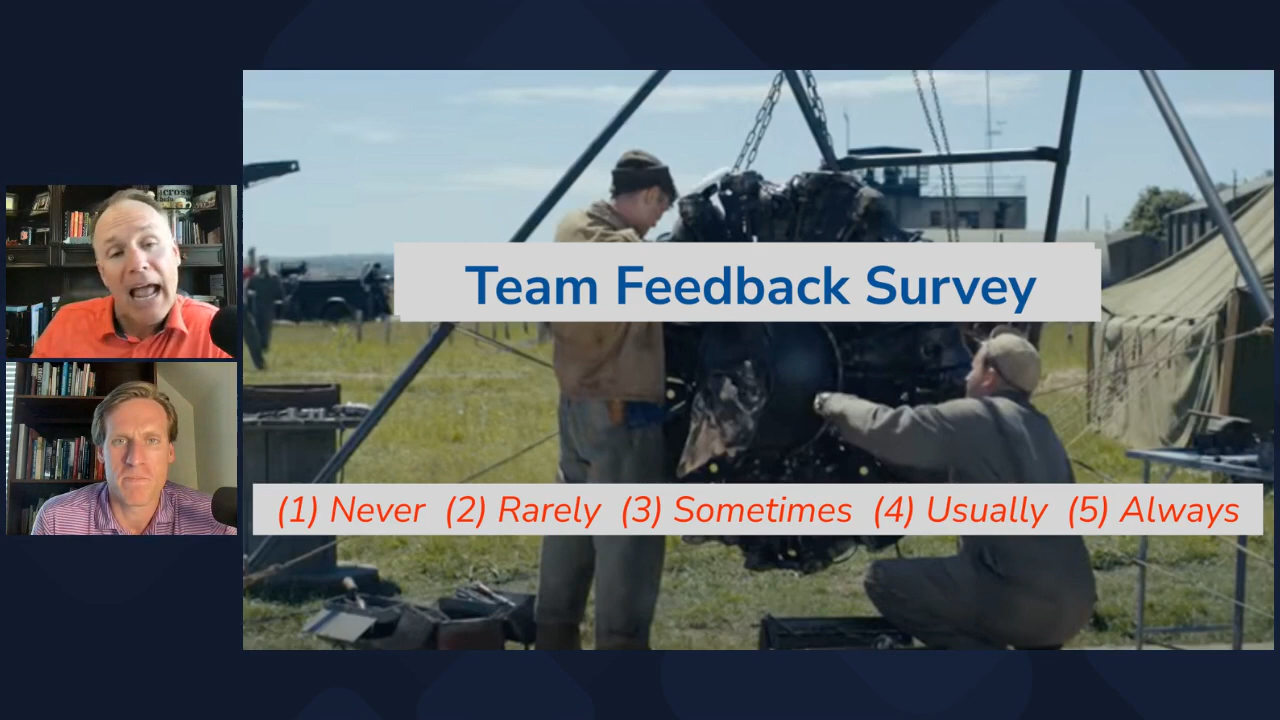 Team Feedback Survey
(1) Never (2) Rarely (3) Sometimes (4) Usually (5) Always